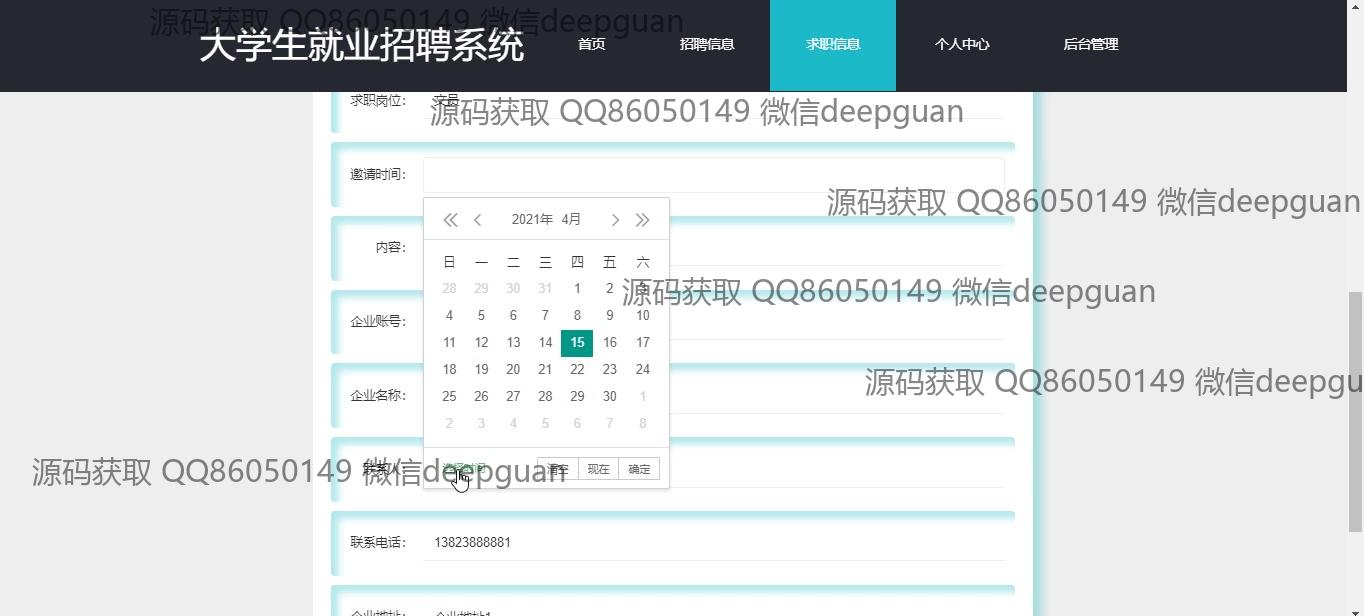 源码获取 QQ86050149 微信deepguan
大学生就业招聘系统
首页
招聘信息
求职信息
个人中心
后台管理
求职岗位:
文员
源码获取 QQ86050149 微信deepguan
邀请时间:
源码获取 QQ86050149 微信deepguan
2021年 4月
内容:
日 一 二 三 四 五 六
28 29 30 31 1 2 3
源码获取 QQ86050149 微信deepguan
4 5 6 7 8 9 10
企业账号:
11 12 13 14 15 16 17
18 19 20 21 22 23 24
源码获取 QQ86050149 微信deepgu
企业名称:
25 26 27 28 29 30 1
2 3 4 5 6 7 8
联系人:
选择时间
清空 现在 确定
源码获取 QQ86050149 微信deepguan
联系电话: 13823888881
企业地址: 企业地址1